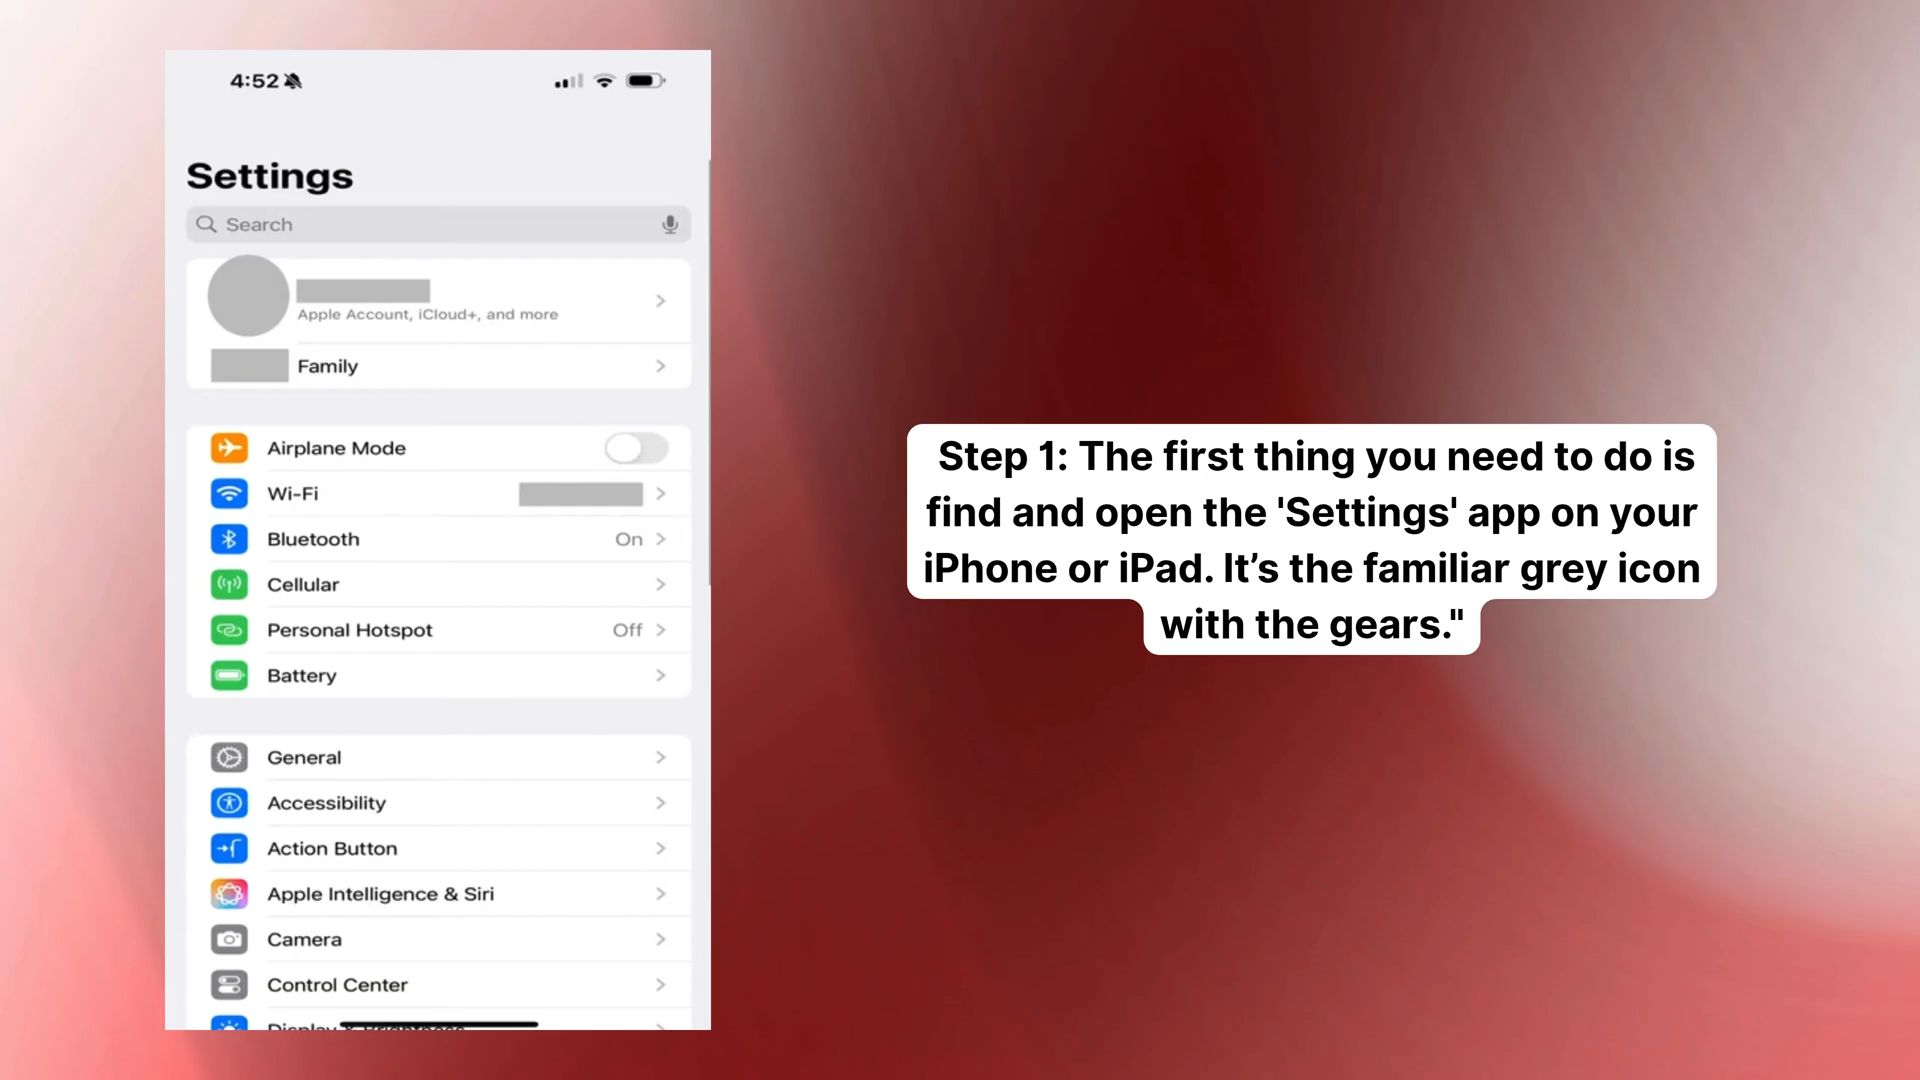 4:52
Settings
Search
Apple Account, iCloud+, and more
Family
Airplane Mode
Wi-Fi
Bluetooth On
Cellular
Personal Hotspot Off
Battery
General
Accessibility
Action Button
Apple Intelligence & Siri
Camera
Control Center
Display & Brightness
Step 1: The first thing you need to do is
find and open the 'Settings' app on your
iPhone or iPad. It’s the familiar grey icon
with the gears."